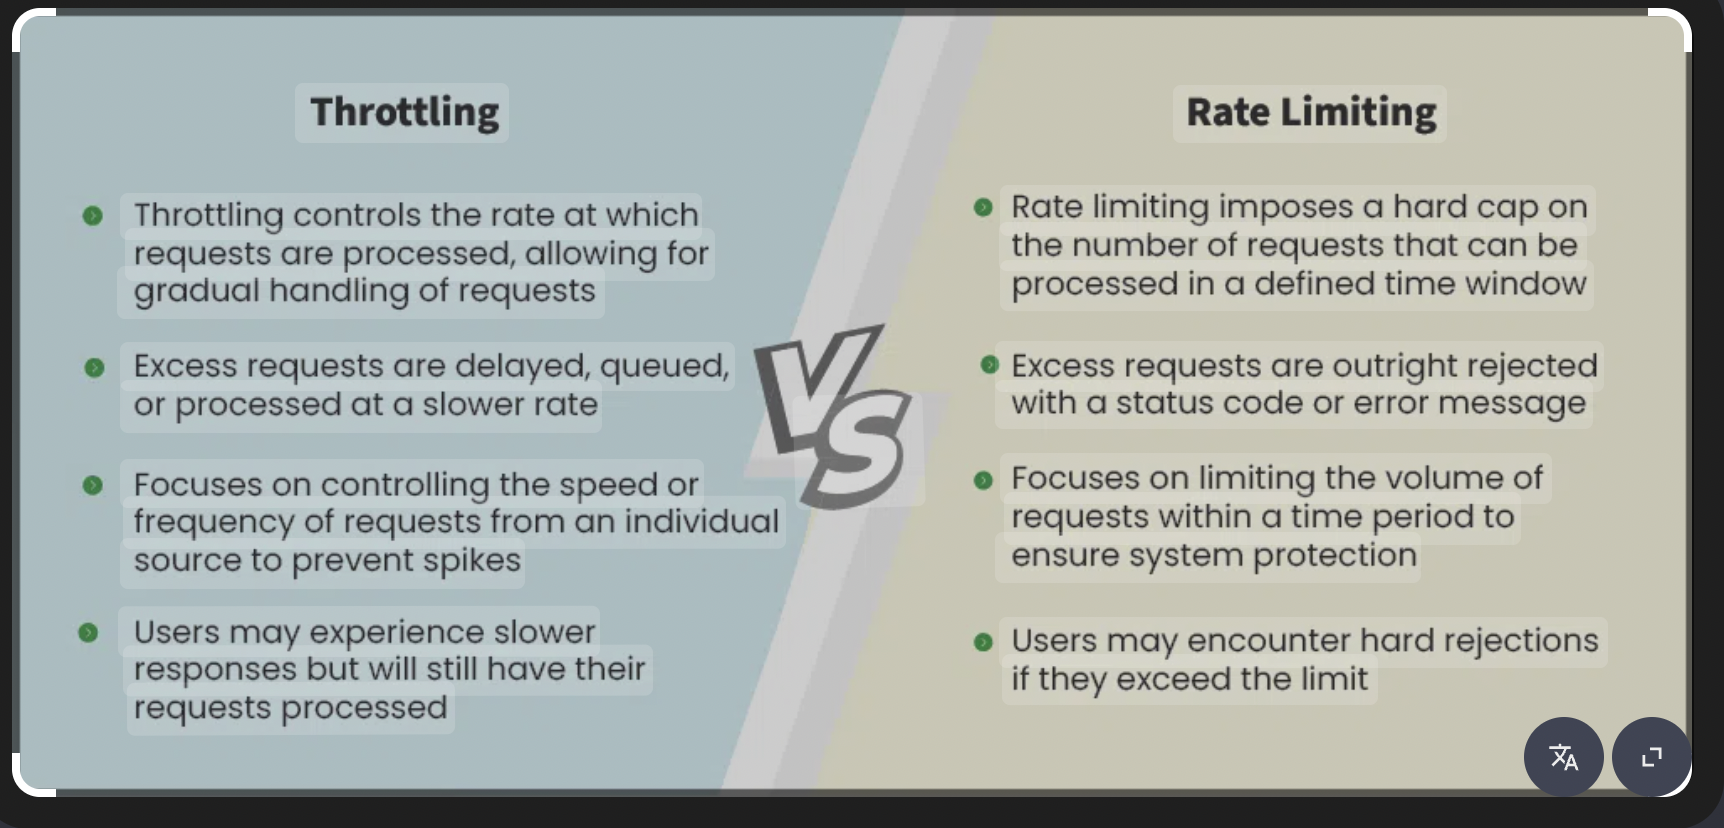 Throttling
Throttling controls the rate at which
requests are processed, allowing for
gradual handling of requests
Excess requests are delayed, queued,
or processed at a slower rate
Focuses on controlling the speed or
frequency of requests from an individual
source to prevent spikes
Users may experience slower
responses but will still have their
requests processed
VS
Rate Limiting
Rate limiting imposes a hard cap on
the number of requests that can be
processed in a defined time window
Excess requests are outright rejected
with a status code or error message
Focuses on limiting the volume of
requests within a time period to
ensure system protection
Users may encounter hard rejections
if they exceed the limit